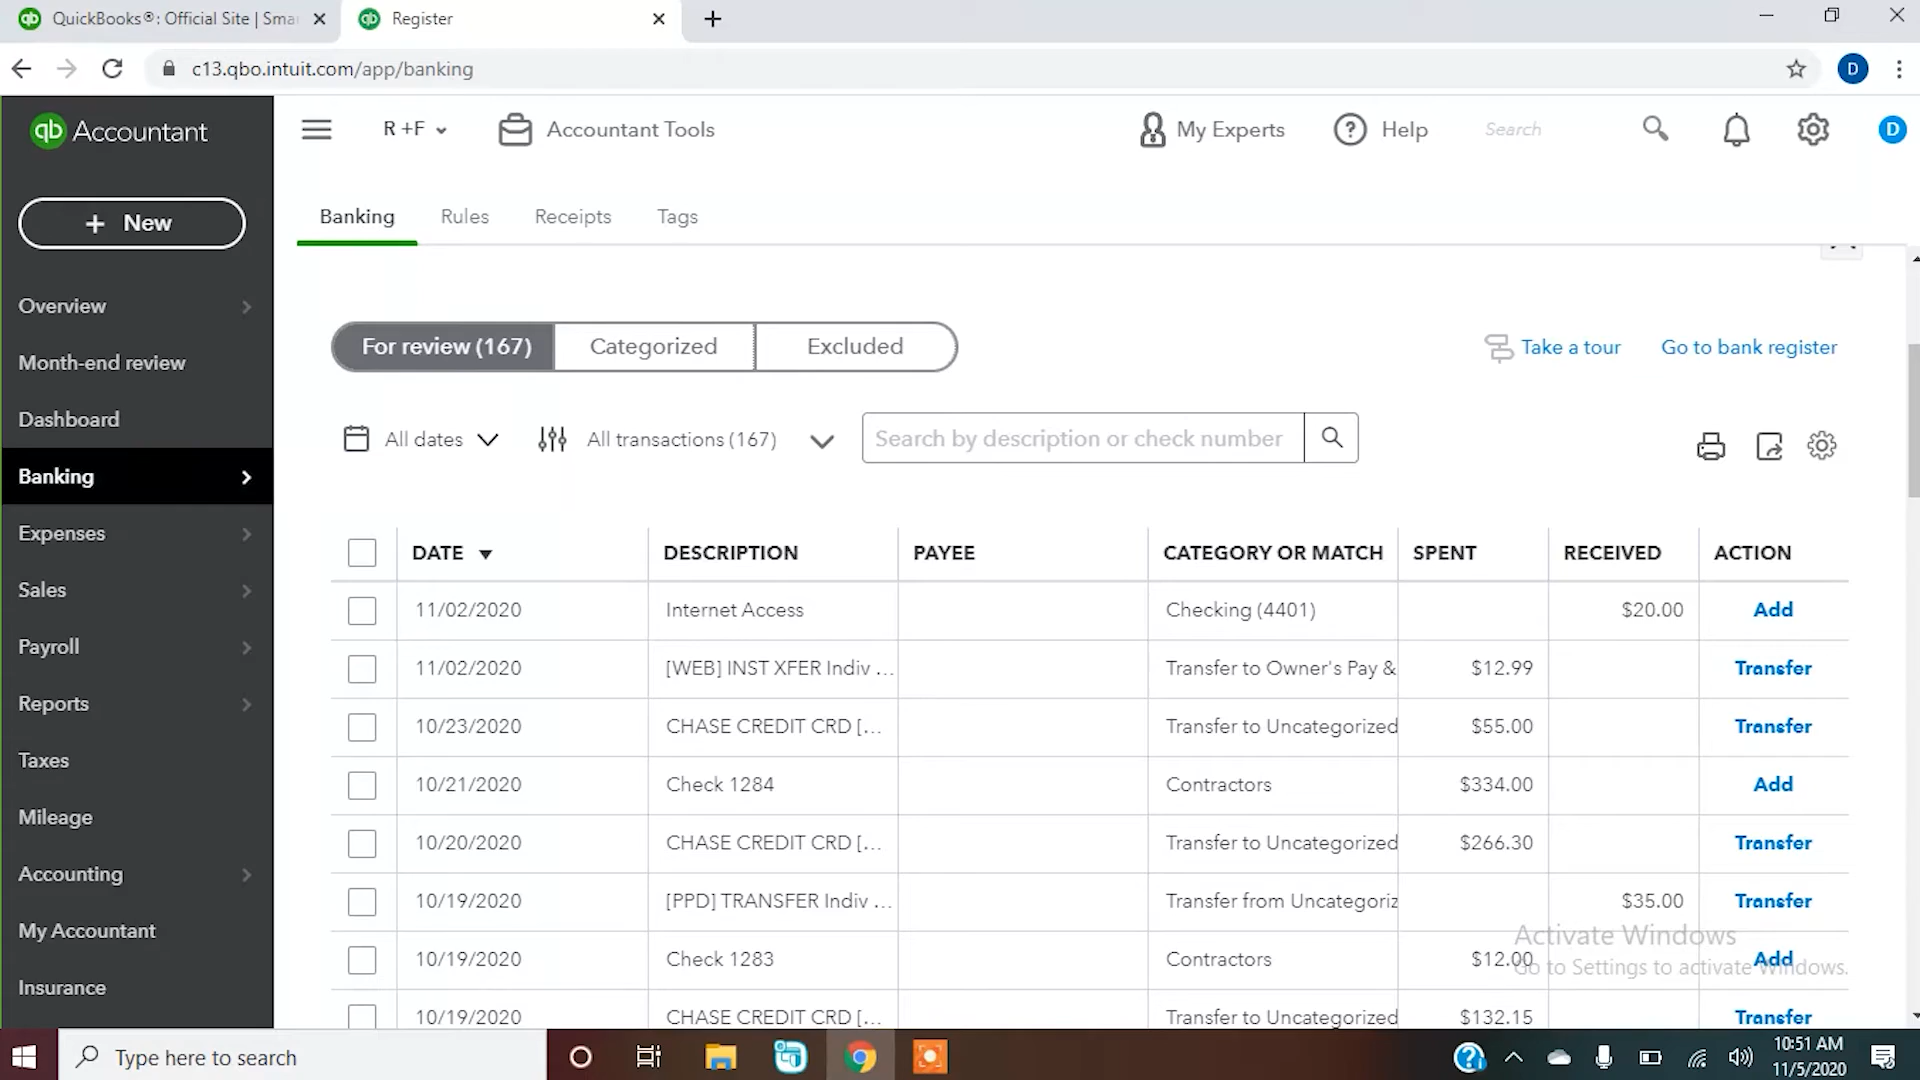 QuickBooks®: Official Site | Sma
Register
c13.qbo.intuit.com/app/banking
D
qb Accountant
R +F
Accountant Tools
My Experts
Help
Search
D
+ New
Banking
Rules
Receipts
Tags
Overview
Month-end review
Dashboard
Banking
Expenses
Sales
Payroll
Reports
Taxes
Mileage
Accounting
My Accountant
Insurance
For review (167)
Categorized
Excluded
Take a tour
Go to bank register
All dates
All transactions (167)
Search by description or check number
DATE DESCRIPTION PAYEE CATEGORY OR MATCH SPENT RECEIVED ACTION
11/02/2020 Internet Access Checking (4401) $20.00 Add
11/02/2020 [WEB] INST XFER Indiv ... Transfer to Owner's Pay & $12.99 Transfer
10/23/2020 CHASE CREDIT CRD [... Transfer to Uncategorized $55.00 Transfer
10/21/2020 Check 1284 Contractors $334.00 Add
10/20/2020 CHASE CREDIT CRD [... Transfer to Uncategorized $266.30 Transfer
10/19/2020 [PPD] TRANSFER Indiv ... Transfer from Uncategoriz $35.00 Transfer
10/19/2020 Check 1283 Contractors $12.00 Add
10/19/2020 CHASE CREDIT CRD [... Transfer to Uncategorized $132.15 Transfer
Activate Windows
Go to Settings to activate Windows.
Type here to search
10:51 AM
11/5/2020